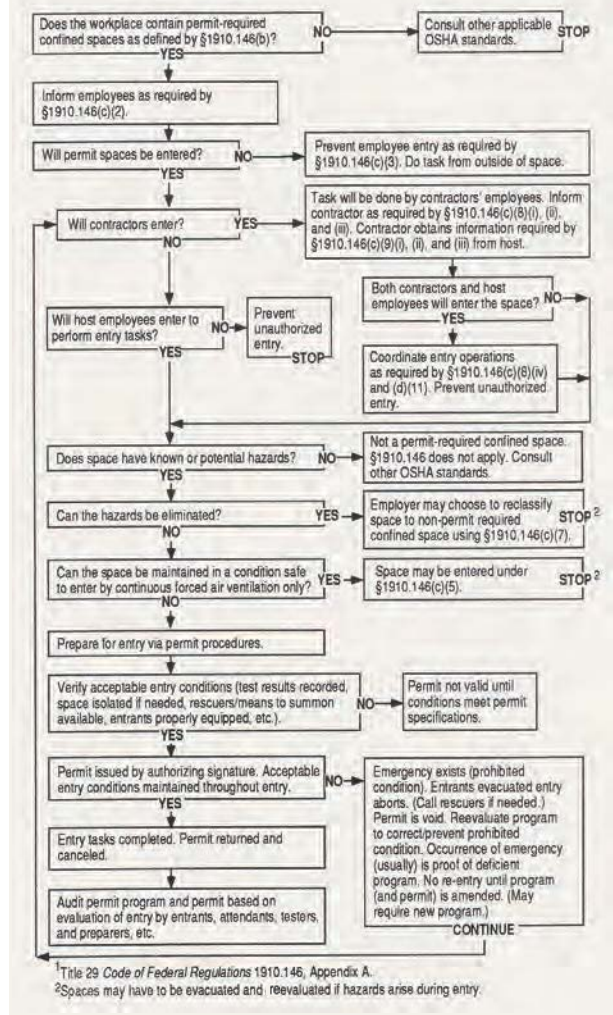 Does the workplace contain permit-required
confined spaces as defined by §1910.146(b)?
NO
Consult other applicable
OSHA standards.
STOP
YES
Inform employees as required by
§1910.146(c)(2).
Will permit spaces be entered?
NO
Prevent employee entry as required by
§1910.146(c)(3). Do task from outside of space.
YES
Will contractors enter?
YES
Task will be done by contractors' employees. Inform
contractor as required by §1910.146(c)(8)(i), (ii),
and (iii). Contractor obtains information required by
§1910.146(c)(9)(i), (ii), and (iii) from host.
NO
Both contractors and host
employees will enter the space?
NO
YES
Will host employees enter to
perform entry tasks?
NO
Prevent
unauthorized
entry.
STOP
YES
Coordinate entry operations
as required by §1910.146(c)(8)(iv)
and (d)(11). Prevent unauthorized
entry.
Does space have known or potential hazards?
NO
Not a permit-required confined space.
§1910.146 does not apply. Consult
other OSHA standards.
YES
Can the hazards be eliminated?
YES
Employer may choose to reclassify
space to non-permit required
confined space using §1910.146(c)(7).
STOP2
NO
Can the space be maintained in a condition safe
to enter by continuous forced air ventilation only?
YES
Space may be entered under
§1910.146(c)(5).
STOP2
NO
Prepare for entry via permit procedures.
Verify acceptable entry conditions (test results recorded,
space isolated if needed, rescuers/means to summon
available, entrants properly equipped, etc.).
NO
Permit not valid until
conditions meet permit
specifications.
YES
Permit issued by authorizing signature. Acceptable
entry conditions maintained throughout entry.
NO
Emergency exists (prohibited
condition). Entrants evacuated entry
aborts. (Call rescuers if needed.)
Permit is void. Reevaluate program
to correct/prevent prohibited
condition. Occurrence of emergency
(usually) is proof of deficient
program. No re-entry until program
(and permit) is amended. (May
require new program.)
CONTINUE
YES
Entry tasks completed. Permit returned and
canceled.
Audit permit program and permit based on
evaluation of entry by entrants, attendants, testers,
and preparers, etc.
1Title 29 Code of Federal Regulations 1910.146, Appendix A.
2Spaces may have to be evacuated and reevaluated if hazards arise during entry.